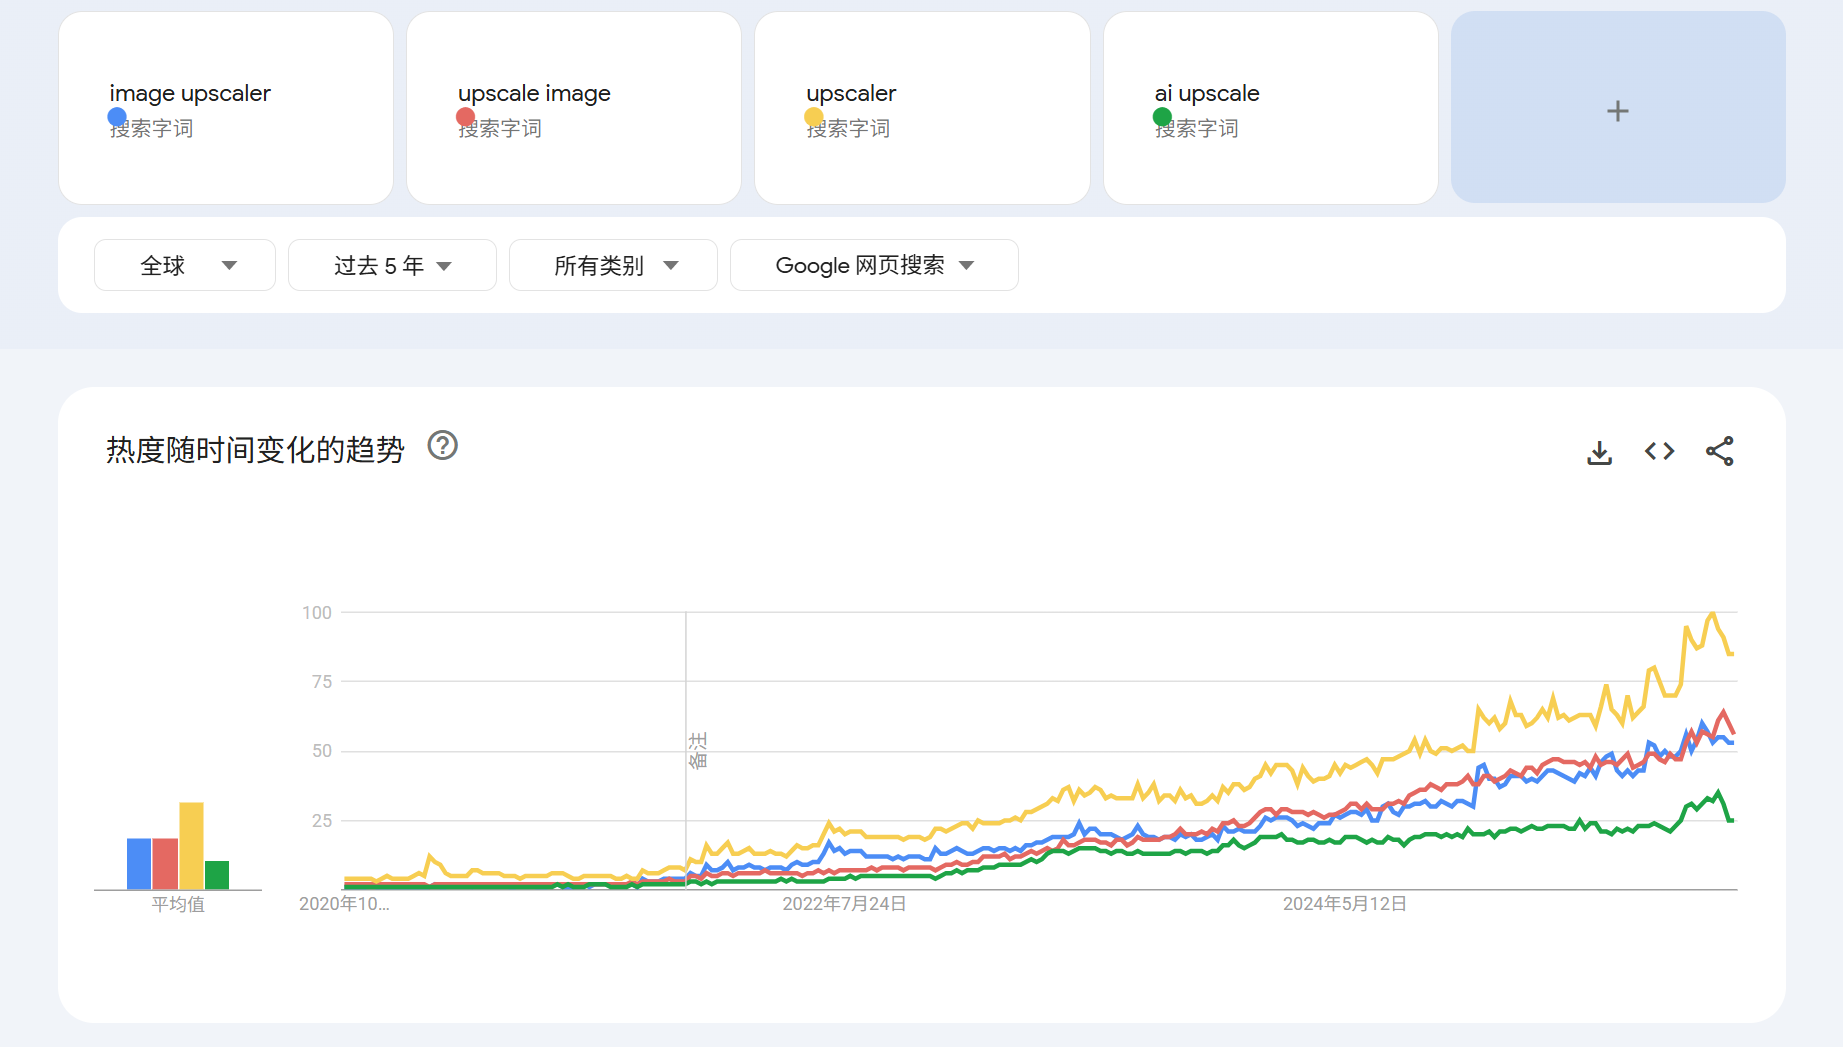 image upscaler
搜索字词
upscale image
搜索字词
upscaler
搜索字词
ai upscale
搜索字词
+
全球
过去 5 年
所有类别
Google 网页搜索
热度随时间变化的趋势
?
100
75
50
25
备注
平均值
2020年10...
2022年7月24日
2024年5月12日